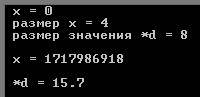 x = 0
размер x = 4
размер значения *d = 8
x = 1717986918
*d = 15.7